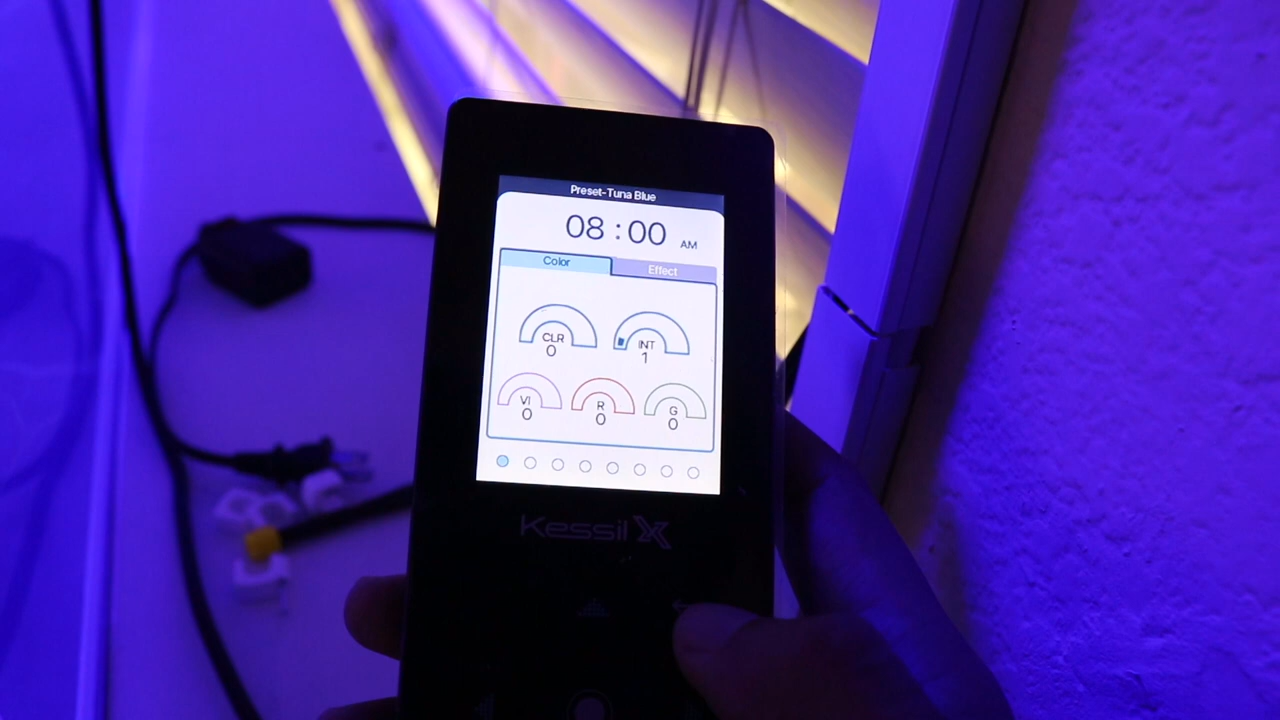 Preset-Tuna Blue
08 : 00 AM
Color Effect
CLR INT
0 1
VI R G
0 0 0
Kessil X